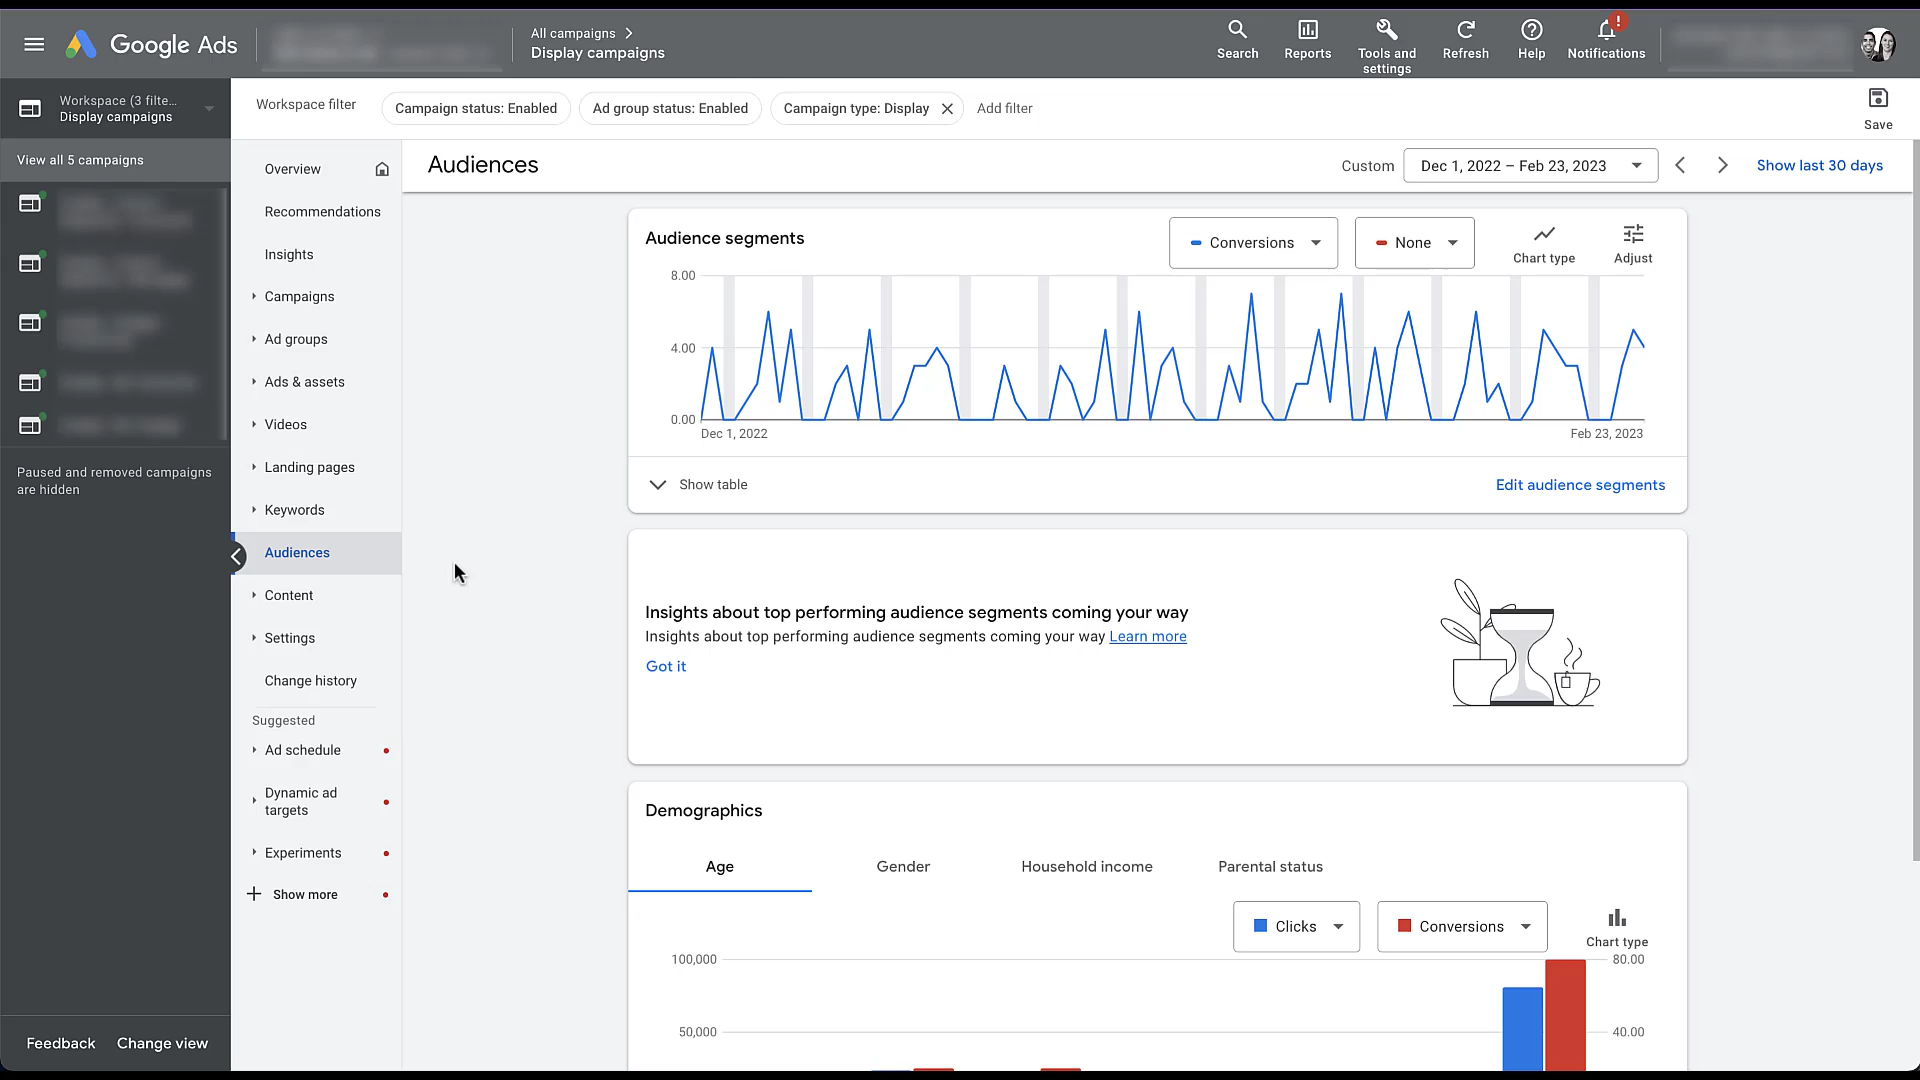 Google Ads
All campaigns
Display campaigns
Search
Reports
Tools and
settings
Refresh
Help
!
Notifications
Workspace (3 filte...
Display campaigns
View all 5 campaigns
Paused and removed campaigns
are hidden
Feedback
Change view
Workspace filter
Campaign status: Enabled
Ad group status: Enabled
Campaign type: Display
Add filter
Save
Overview
Recommendations
Insights
Campaigns
Ad groups
Ads & assets
Videos
Landing pages
Keywords
Audiences
Content
Settings
Change history
Suggested
Ad schedule
Dynamic ad
targets
Experiments
Show more
Audiences
Custom
Dec 1, 2022 – Feb 23, 2023
Show last 30 days
Audience segments
Conversions
None
Chart type
Adjust
8.00
4.00
0.00
Dec 1, 2022
Feb 23, 2023
Show table
Edit audience segments
Insights about top performing audience segments coming your way
Insights about top performing audience segments coming your way Learn more
Got it
Demographics
Age
Gender
Household income
Parental status
Clicks
Conversions
Chart type
100,000
80.00
50,000
40.00